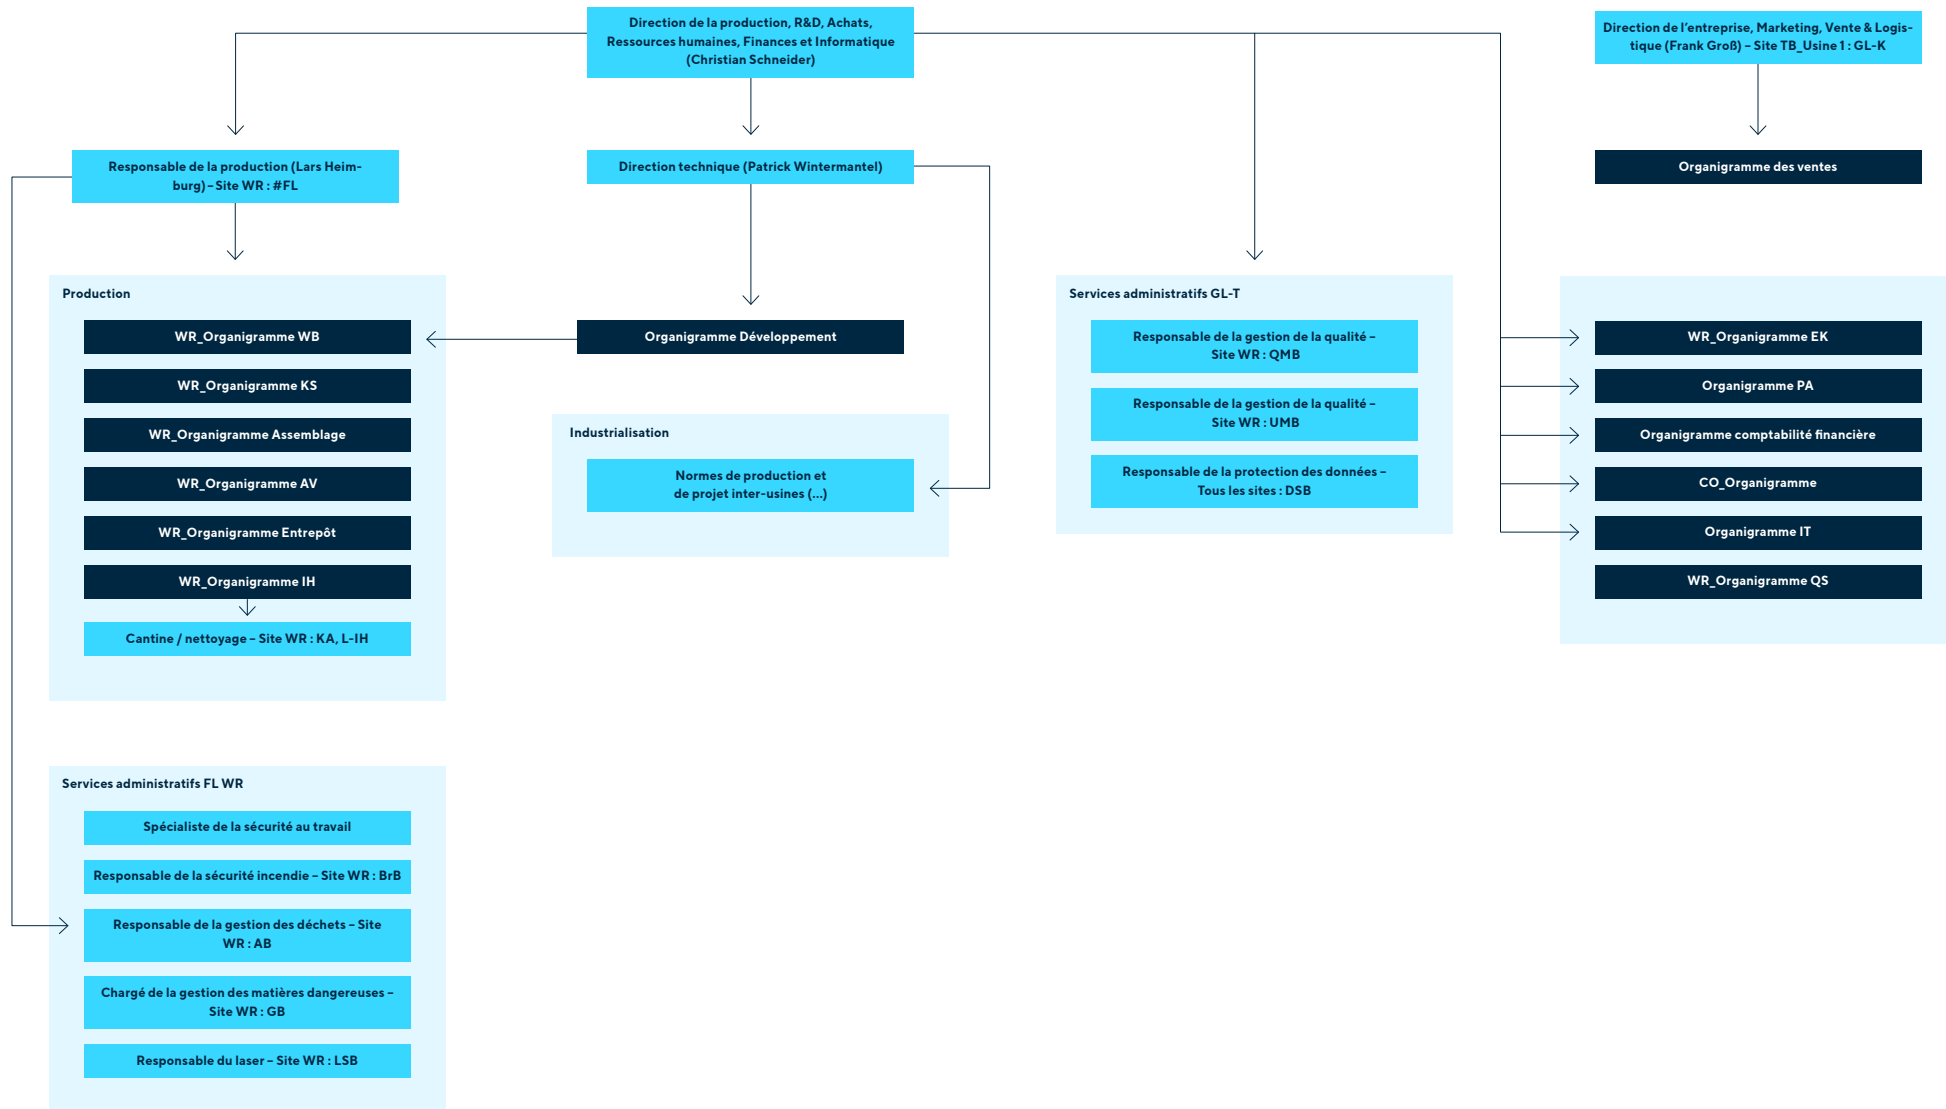 Direction de la production, R&D, Achats,
Ressources humaines, Finances et Informatique
(Christian Schneider)
Direction de l'entreprise, Marketing, Vente & Logis-
tique (Frank Groß) – Site TB_Usine 1 : GL-K
Responsable de la production (Lars Heim-
burg) – Site WR : #FL
Direction technique (Patrick Wintermantel)
Organigramme des ventes
Production
WR_Organigramme WB
WR_Organigramme KS
WR_Organigramme Assemblage
WR_Organigramme AV
WR_Organigramme Entrepôt
WR_Organigramme IH
Cantine / nettoyage – Site WR : KA, L-IH
Organigramme Développement
Industrialisation
Normes de production et
de projet inter-usines (...)
Services administratifs GL-T
Responsable de la gestion de la qualité –
Site WR : QMB
Responsable de la gestion de la qualité –
Site WR : UMB
Responsable de la protection des données –
Tous les sites : DSB
WR_Organigramme EK
Organigramme PA
Organigramme comptabilité financière
CO_Organigramme
Organigramme IT
WR_Organigramme QS
Services administratifs FL WR
Spécialiste de la sécurité au travail
Responsable de la sécurité incendie – Site WR : BrB
Responsable de la gestion des déchets – Site
WR : AB
Chargé de la gestion des matières dangereuses –
Site WR : GB
Responsable du laser – Site WR : LSB